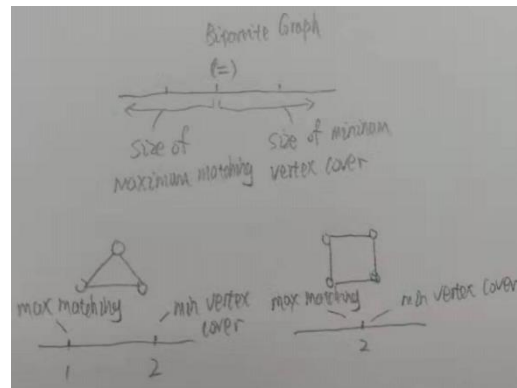 Bipartite Graph
(=)
size of
maximum matching
size of minimum
vertex cover
max matching
min vertex
cover
1
2
max matching
min vertex cover
2